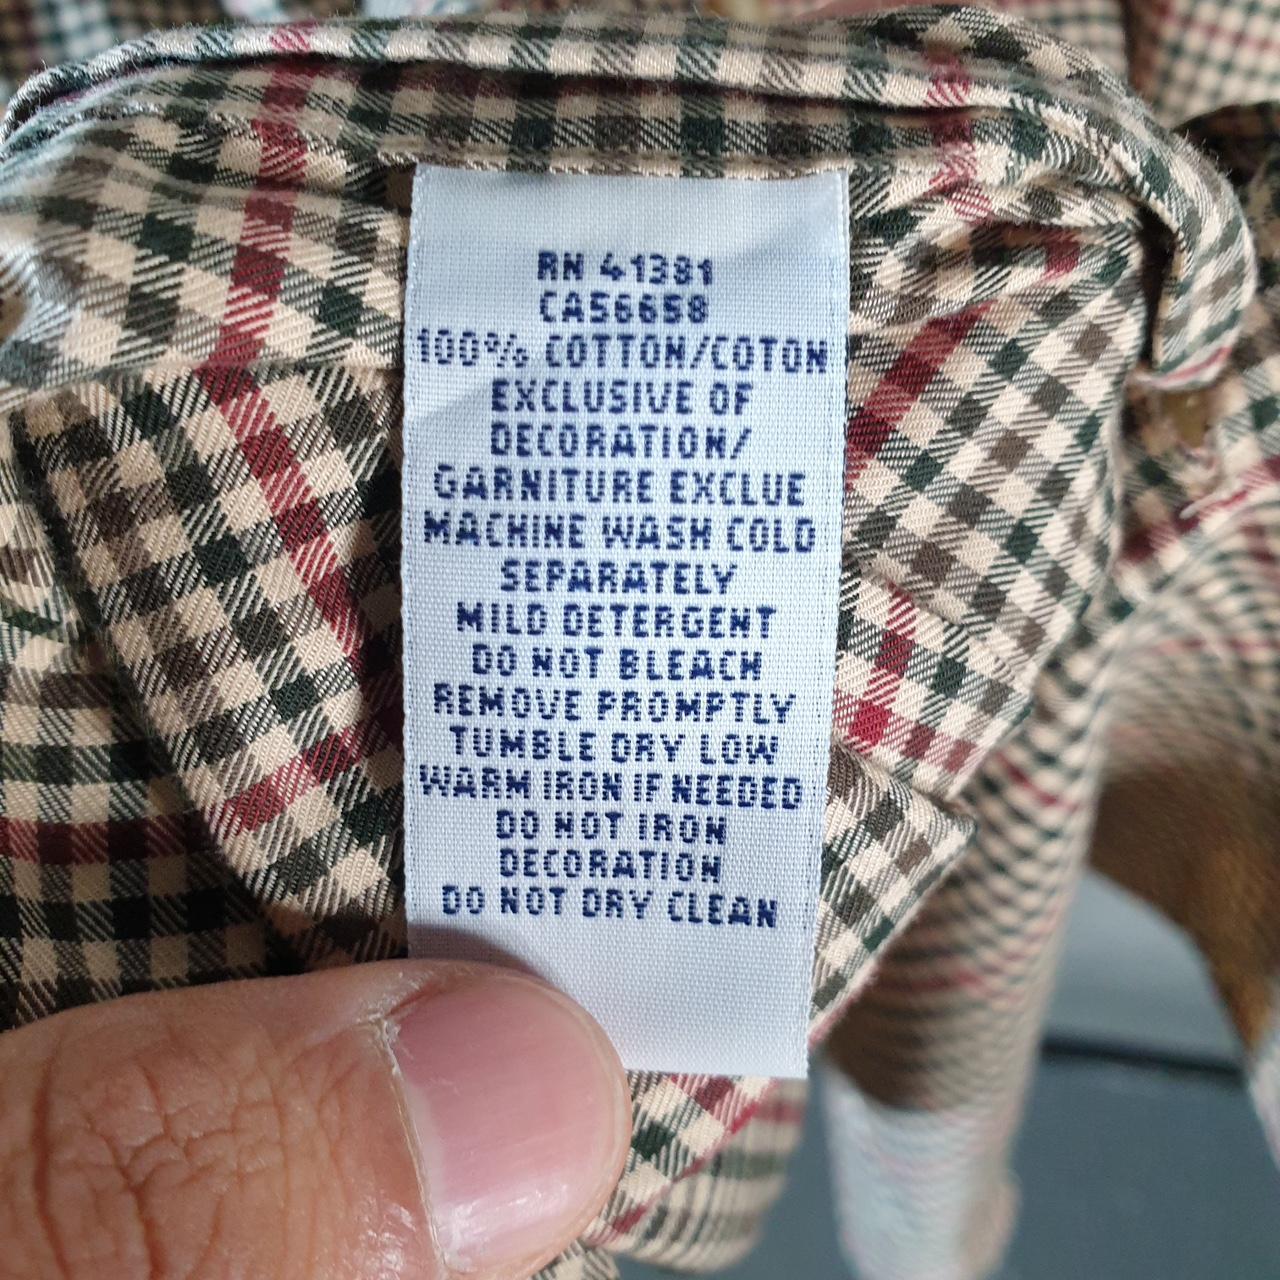 RN 41381
CA56658
100% COTTON/COTON
EXCLUSIVE OF
DECORATION/
GARNITURE EXCLUE
MACHINE WASH COLD
SEPARATELY
MILD DETERGENT
DO NOT BLEACH
REMOVE PROMPTLY
TUMBLE DRY LOW
WARM IRON IF NEEDED
DO NOT IRON
DECORATION
DO NOT DRY CLEAN